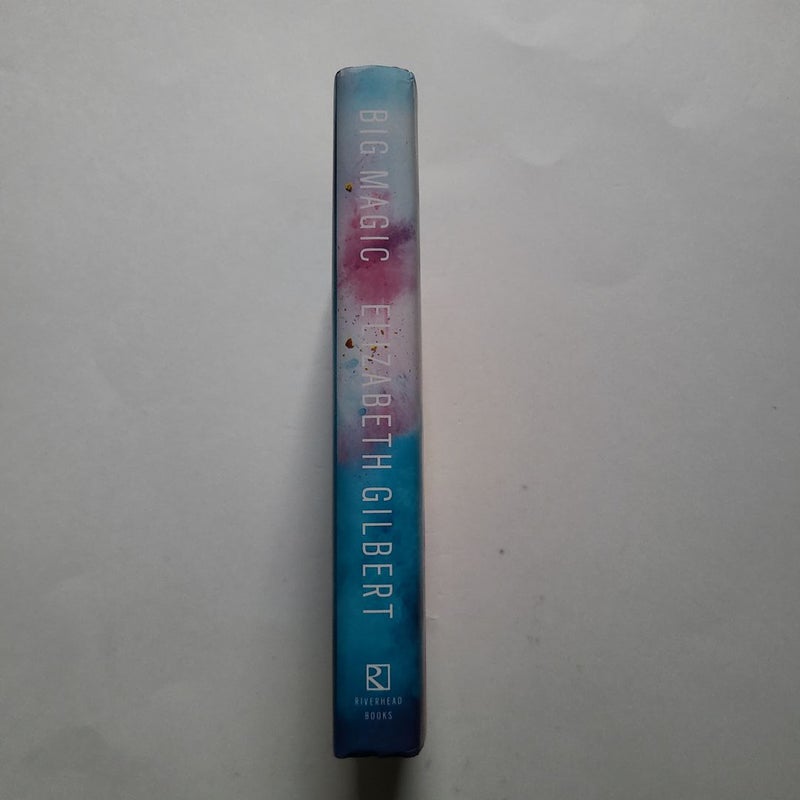 BIG MAGIC ELIZABETH GILBERT
RIVERHEAD
BOOKS